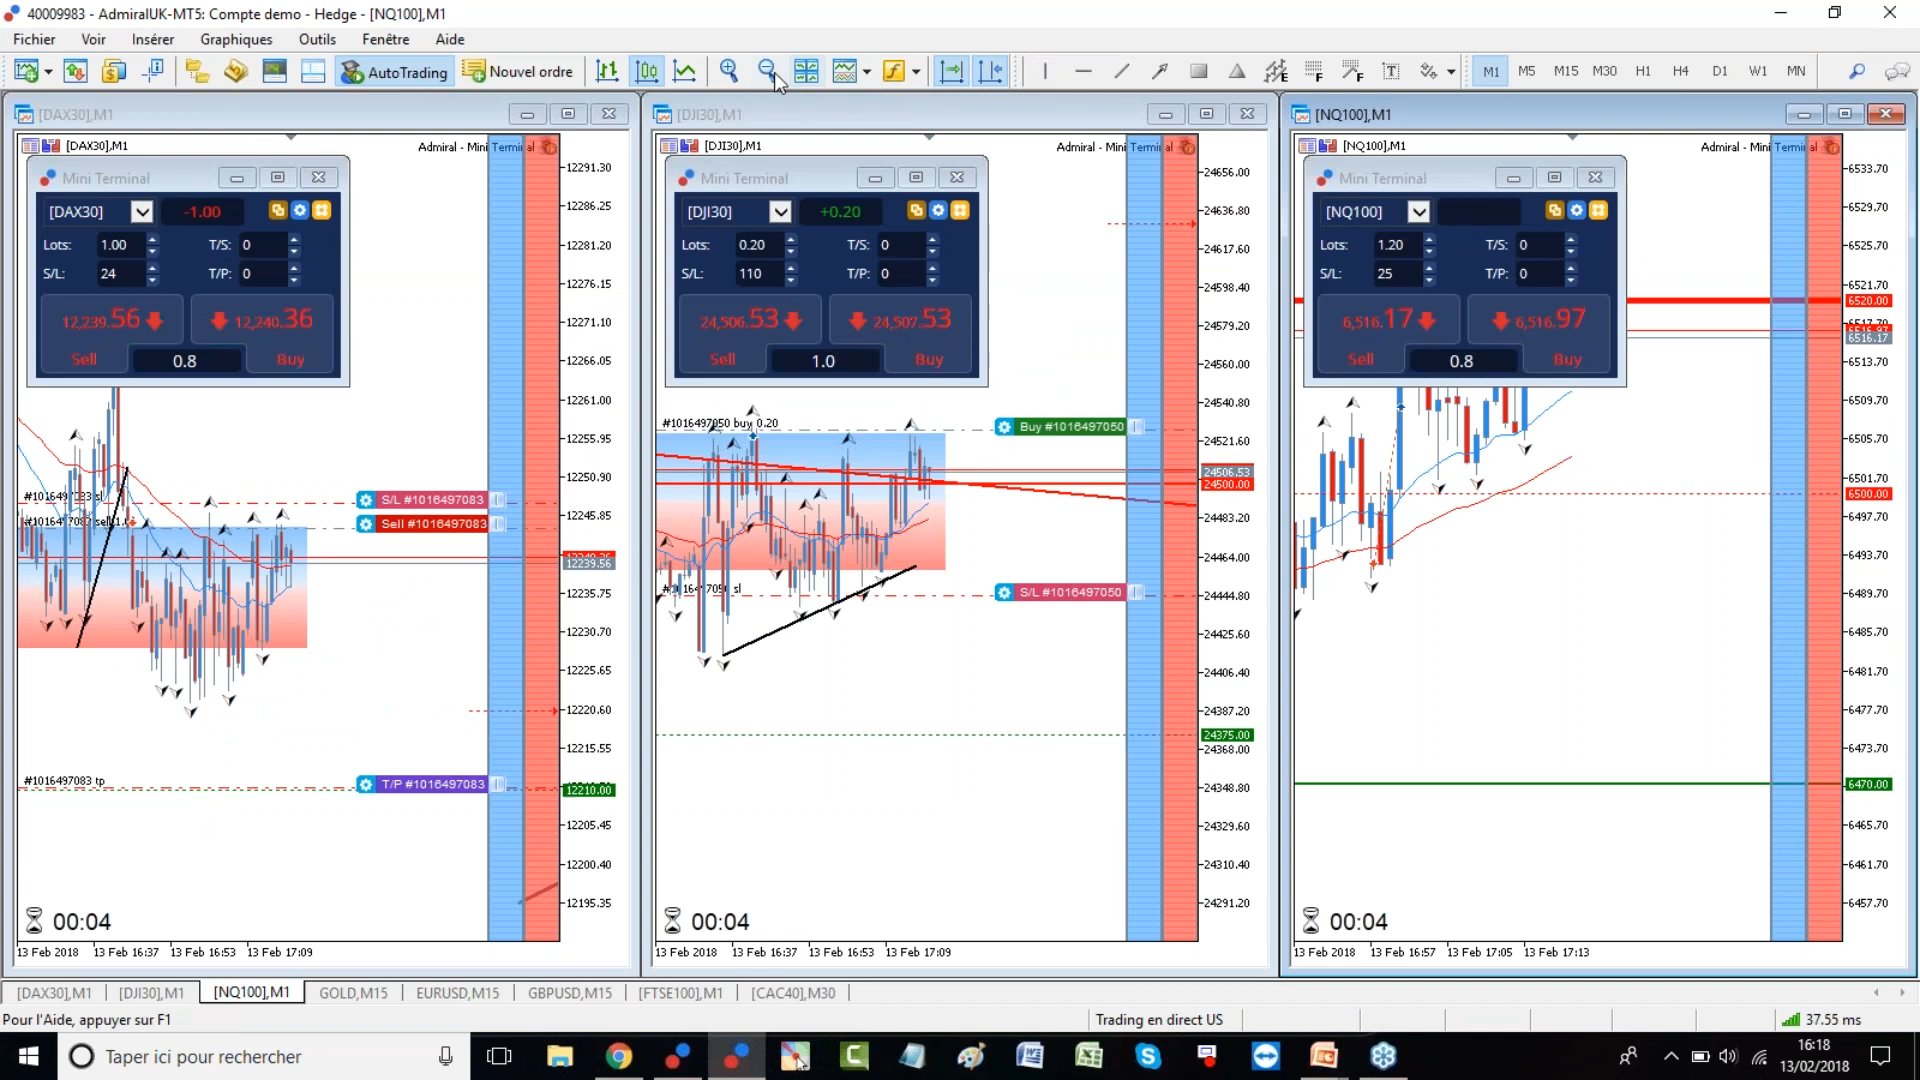 40009983 - AdmiralUK-MT5: Compte demo - Hedge - [NQ100],M1
Fichier Voir Insérer Graphiques Outils Fenêtre Aide
AutoTrading Nouvel ordre M1 M5 M15 M30 H1 H4 D1 W1 MN
[DAX30],M1
[DAX30],M1 Admiral - Mini Terminal
Mini Terminal
[DAX30] -1.00
Lots: 1.00 T/S: 0
S/L: 24 T/P: 0
12,239.56 12,240.36
Sell 0.8 Buy
#1016497083 sl
S/L #1016497083
Sell #1016497083
#1016497083 tp
T/P #1016497083
12291.30
12286.25
12281.20
12276.15
12271.10
12266.05
12261.00
12255.95
12250.90
12245.85
12239.56
12235.75
12230.70
12225.65
12220.60
12215.55
12210.00
12205.45
12200.40
12195.35
00:04
13 Feb 2018 13 Feb 16:37 13 Feb 16:53 13 Feb 17:09
[DJI30],M1
[DJI30],M1 Admiral - Mini Terminal
Mini Terminal
[DJI30] +0.20
Lots: 0.20 T/S: 0
S/L: 110 T/P: 0
24,506.53 24,507.53
Sell 1.0 Buy
#1016497050 buy 0.20
Buy #1016497050
S/L #1016497050
24656.00
24636.80
24617.60
24598.40
24579.20
24560.00
24540.80
24521.60
24506.53
24500.00
24483.20
24464.00
24444.80
24425.60
24406.40
24387.20
24375.00
24368.00
24348.80
24329.60
24310.40
24291.20
00:04
13 Feb 2018 13 Feb 16:37 13 Feb 16:53 13 Feb 17:09
[NQ100],M1
[NQ100],M1 Admiral - Mini Terminal
Mini Terminal
[NQ100]
Lots: 1.20 T/S: 0
S/L: 25 T/P: 0
6,516.17 6,516.97
Sell 0.8 Buy
6533.70
6529.70
6525.70
6521.70
6520.00
6516.17
6513.70
6509.70
6505.70
6501.70
6500.00
6497.70
6493.70
6489.70
6485.70
6481.70
6477.70
6473.70
6470.00
6465.70
6461.70
6457.70
00:04
13 Feb 2018 13 Feb 16:57 13 Feb 17:05 13 Feb 17:13
[DAX30],M1 [DJI30],M1 [NQ100],M1 GOLD,M15 EURUSD,M15 GBPUSD,M15 [FTSE100],M1 [CAC40],M30
Pour l'Aide, appuyer sur F1 Trading en direct US 37.55 ms
Taper ici pour rechercher
16:18
13/02/2018